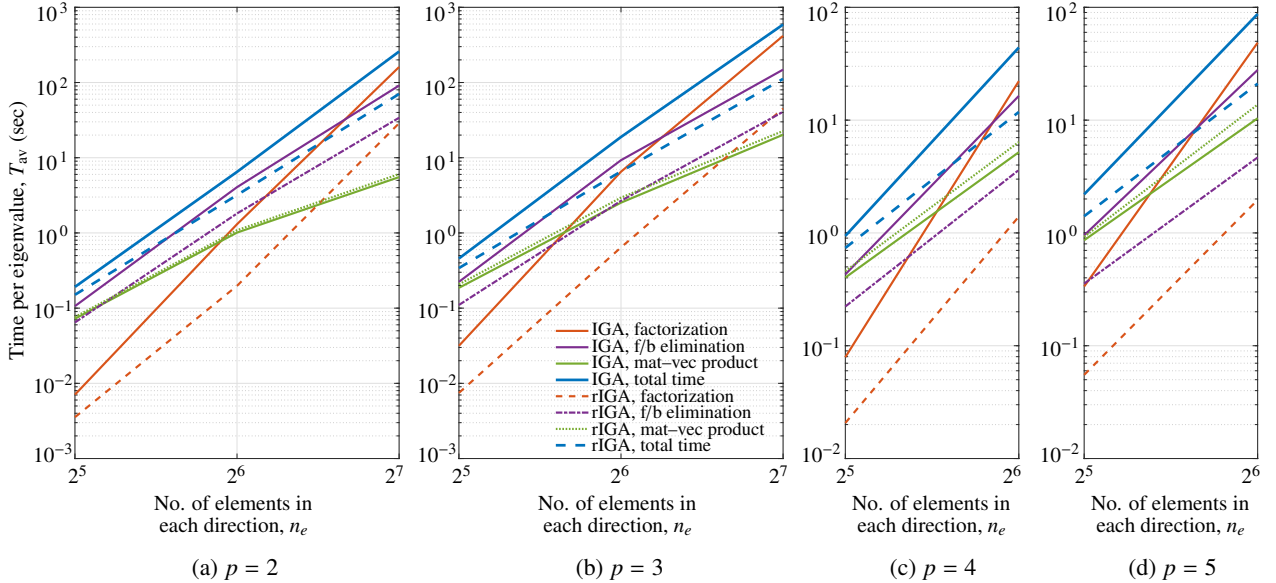 Time per eigenvalue, T_av (sec)
10^3
10^2
10^1
10^0
10^−1
10^−2
10^−3
2^5
2^6
2^7
No. of elements in
each direction, n_e
(a) p = 2
10^3
10^2
10^1
10^0
10^−1
10^−2
10^−3
IGA, factorization
IGA, f/b elimination
IGA, mat–vec product
IGA, total time
rIGA, factorization
rIGA, f/b elimination
rIGA, mat–vec product
rIGA, total time
2^5
2^6
2^7
No. of elements in
each direction, n_e
(b) p = 3
10^2
10^1
10^0
10^−1
10^−2
2^5
2^6
No. of elements in
each direction, n_e
(c) p = 4
10^2
10^1
10^0
10^−1
10^−2
2^5
2^6
No. of elements in
each direction, n_e
(d) p = 5